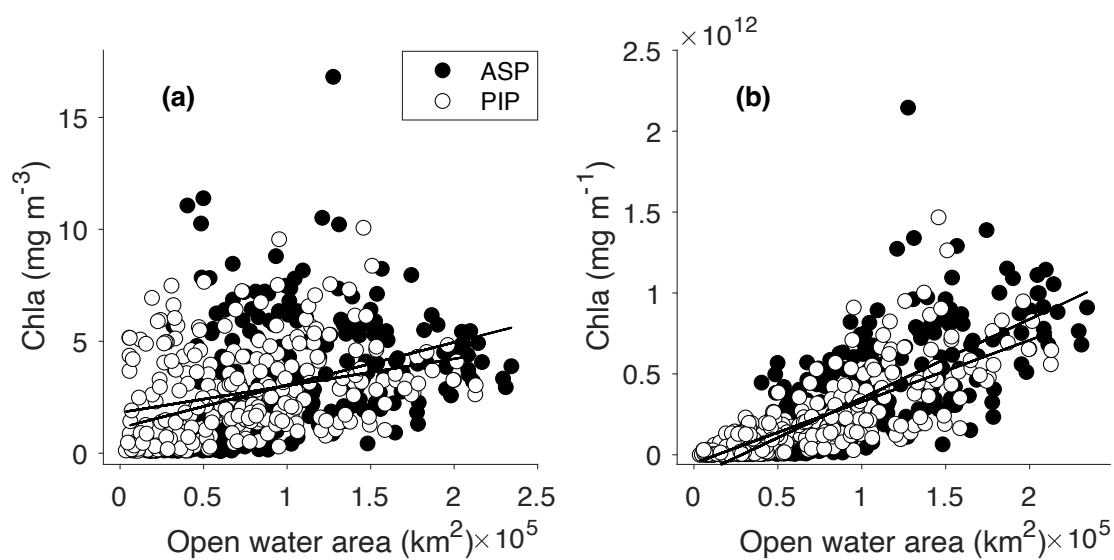 (a)
ASP
PIP
15
10
5
0
Chla (mg m⁻³)
0 0.5 1 1.5 2 2.5
Open water area (km²) × 10⁵
× 10¹²
(b)
2.5
2
1.5
1
0.5
0
Chla (mg m⁻¹)
0 0.5 1 1.5 2
Open water area (km²) × 10⁵